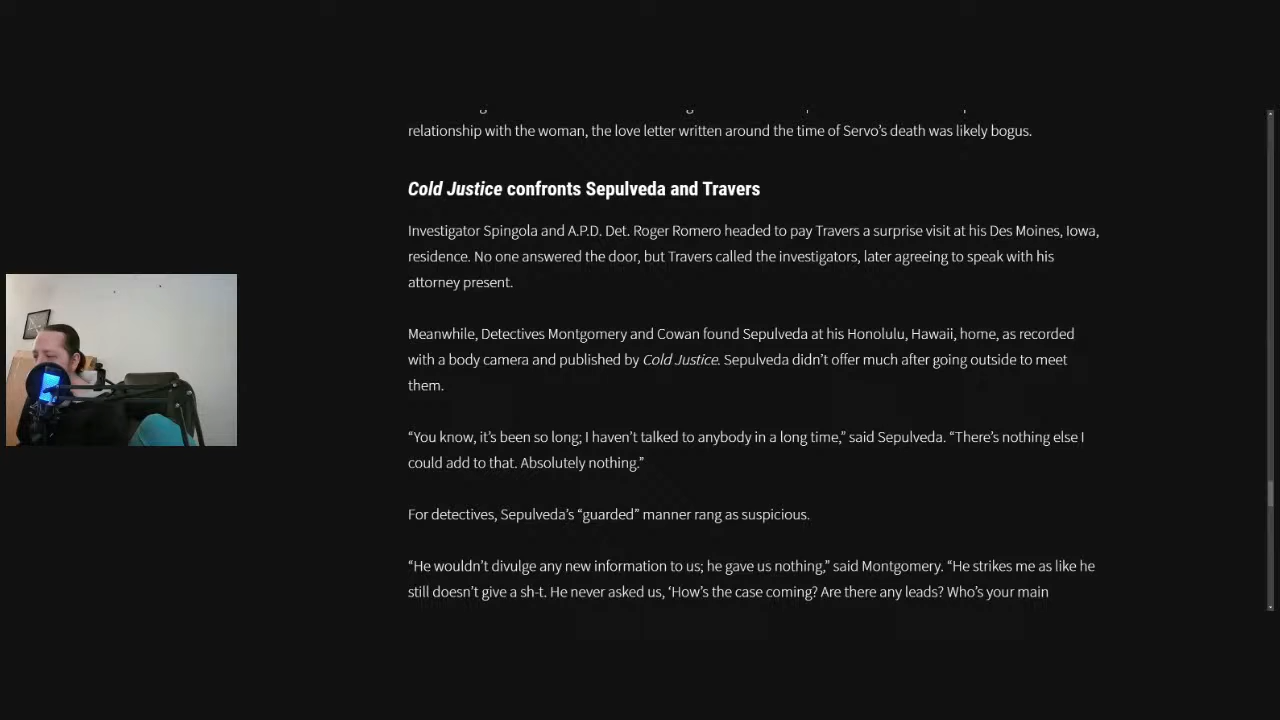 relationship with the woman, the love letter written around the time of Servo’s death was likely bogus.
Cold Justice confronts Sepulveda and Travers
Investigator Spingola and A.P.D. Det. Roger Romero headed to pay Travers a surprise visit at his Des Moines, Iowa,
residence. No one answered the door, but Travers called the investigators, later agreeing to speak with his
attorney present.
Meanwhile, Detectives Montgomery and Cowan found Sepulveda at his Honolulu, Hawaii, home, as recorded
with a body camera and published by Cold Justice. Sepulveda didn’t offer much after going outside to meet
them.
“You know, it’s been so long; I haven’t talked to anybody in a long time,” said Sepulveda. “There’s nothing else I
could add to that. Absolutely nothing.”
For detectives, Sepulveda’s “guarded” manner rang as suspicious.
“He wouldn’t divulge any new information to us; he gave us nothing,” said Montgomery. “He strikes me as like he
still doesn’t give a sh-t. He never asked us, ‘How’s the case coming? Are there any leads? Who’s your main